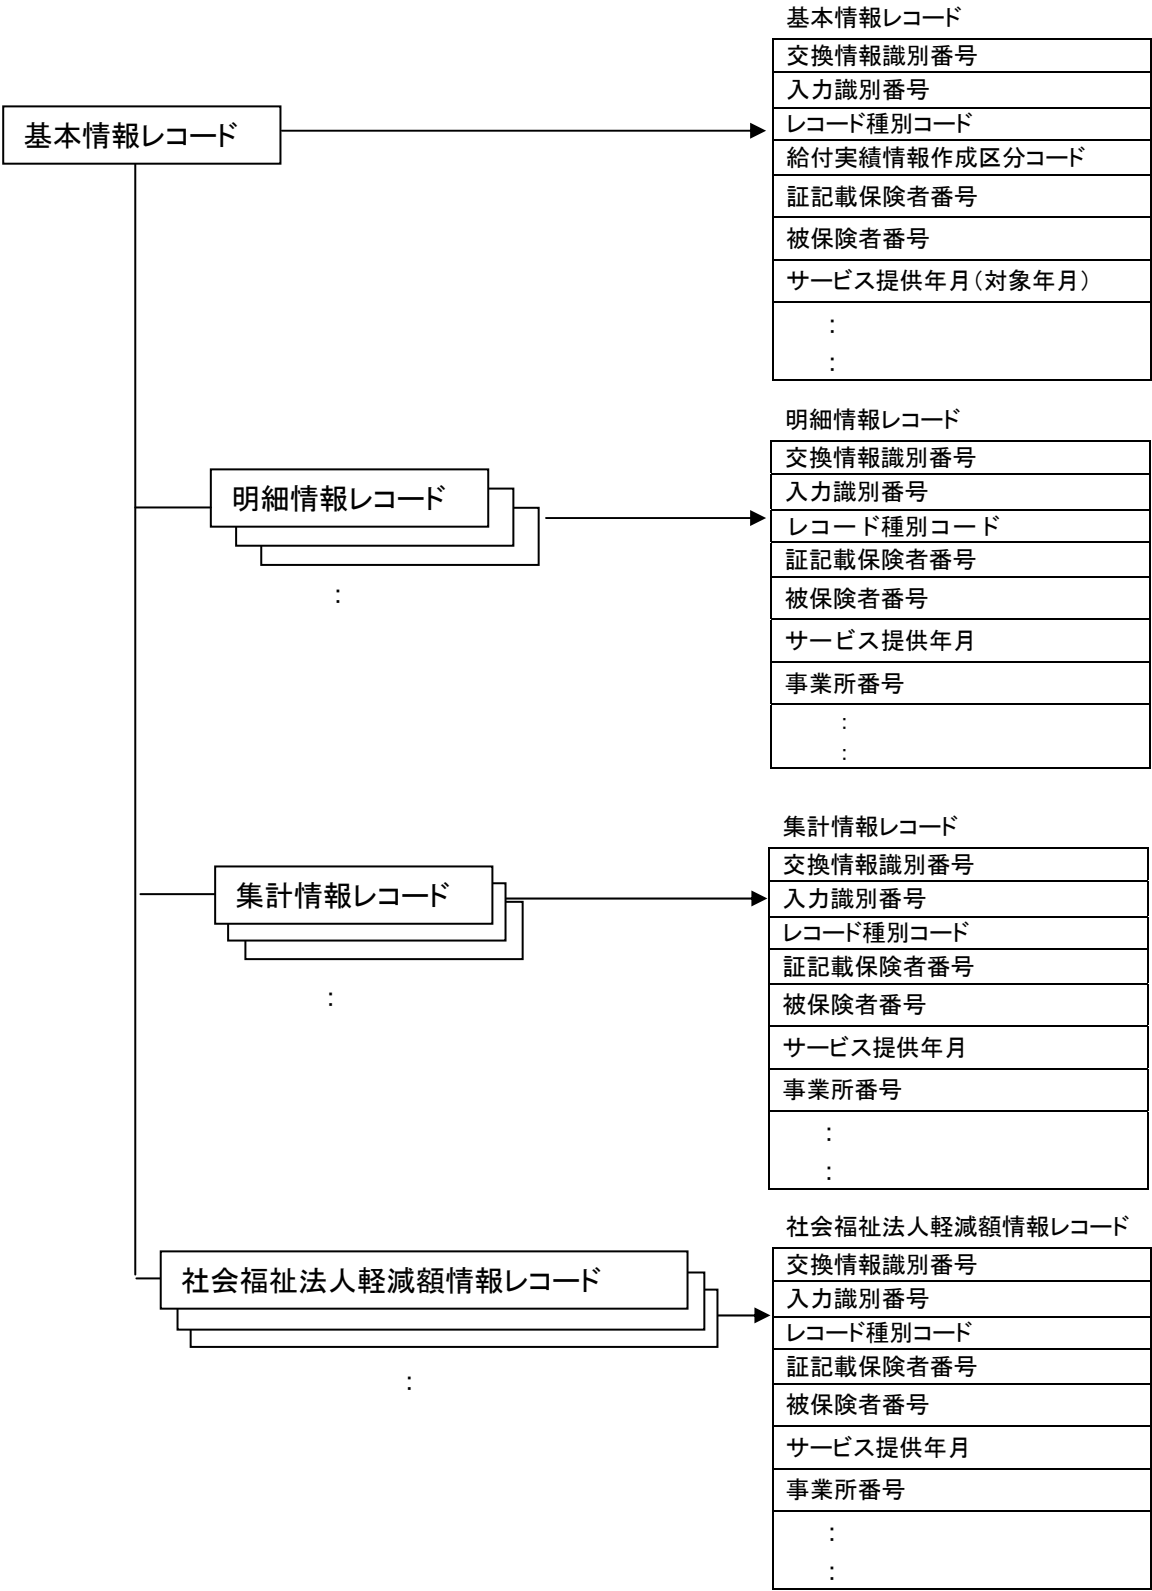 基本情報レコード
基本情報レコード
交換情報識別番号
入力識別番号
レコード種別コード
給付実績情報作成区分コード
証記載保険者番号
被保険者番号
サービス提供年月(対象年月)
:
:
明細情報レコード
:
明細情報レコード
交換情報識別番号
入力識別番号
レコード種別コード
証記載保険者番号
被保険者番号
サービス提供年月
事業所番号
:
:
集計情報レコード
:
集計情報レコード
交換情報識別番号
入力識別番号
レコード種別コード
証記載保険者番号
被保険者番号
サービス提供年月
事業所番号
:
:
社会福祉法人軽減額情報レコード
:
社会福祉法人軽減額情報レコード
交換情報識別番号
入力識別番号
レコード種別コード
証記載保険者番号
被保険者番号
サービス提供年月
事業所番号
:
: